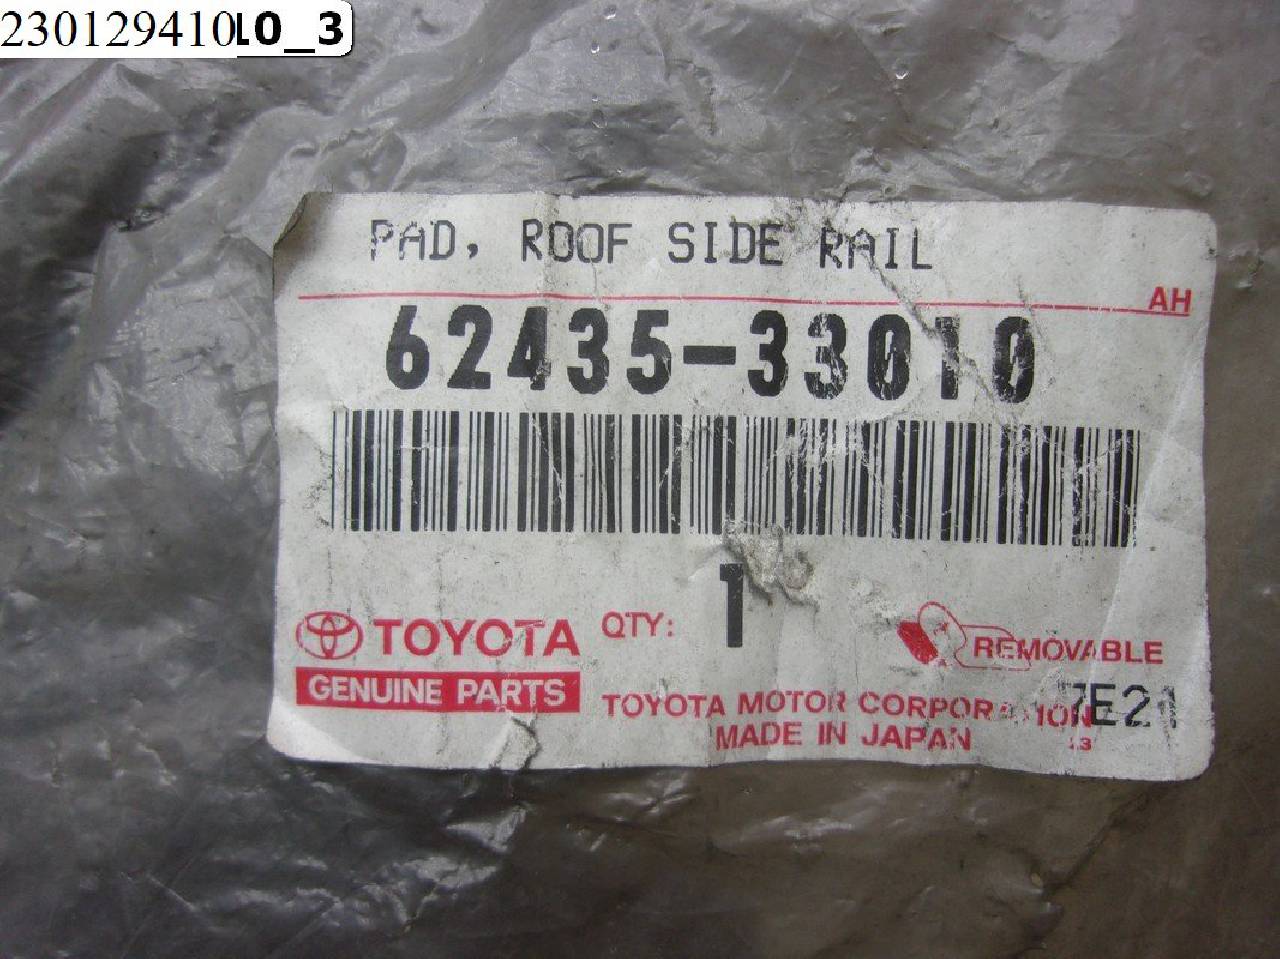 230129410L0_3
PAD, ROOF SIDE RAIL
AH
62435-33010
1
TOYOTA QTY:
REMOVABLE
GENUINE PARTS
7E21
TOYOTA MOTOR CORPORATION
MADE IN JAPAN